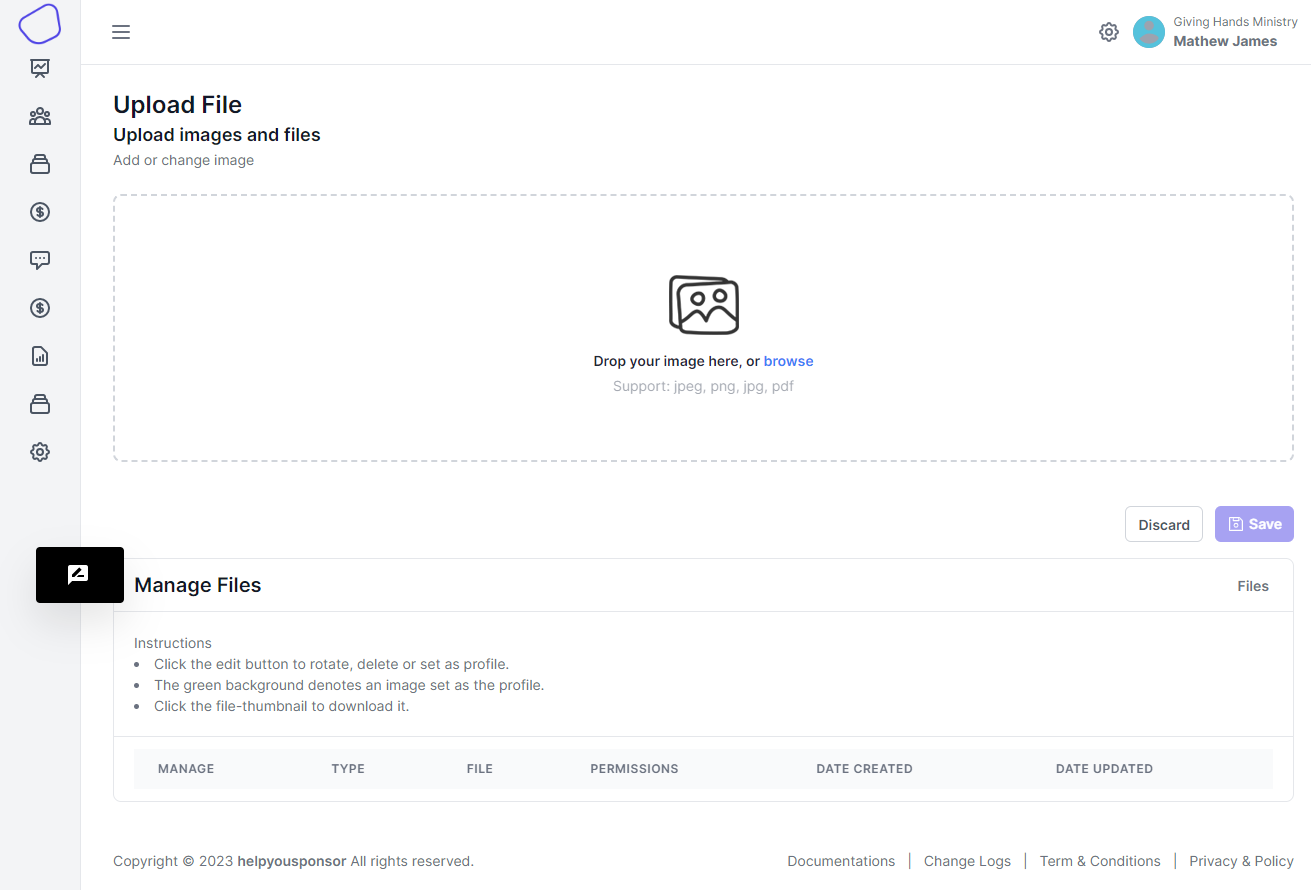 Giving Hands Ministry
Mathew James
Upload File
Upload images and files
Add or change image
Drop your image here, or browse
Support: jpeg, png, jpg, pdf
Discard
Save
Manage Files
Files
Instructions
Click the edit button to rotate, delete or set as profile.
The green background denotes an image set as the profile.
Click the file-thumbnail to download it.
MANAGE TYPE FILE PERMISSIONS DATE CREATED DATE UPDATED
Copyright © 2023 helpyousponsor All rights reserved.
Documentations | Change Logs | Term & Conditions | Privacy & Policy